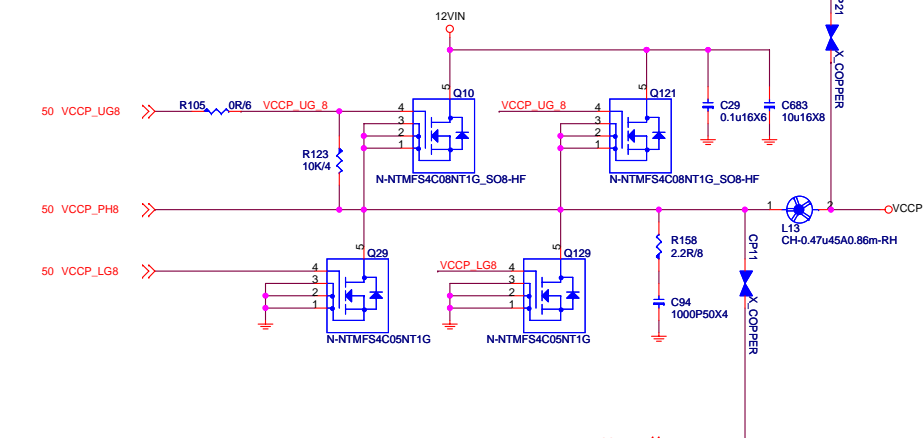 P21
12VIN
X_COPPER
5
Q10
5
Q121
50 VCCP_UG8
R105
0R/6
VCCP_UG_8
4
3
2
1
VCCP_UG_8
4
3
2
1
C29
0.1u16X6
C683
10u16X8
R123
10K/4
N-NTMFS4C08NT1G_SO8-HF
N-NTMFS4C08NT1G_SO8-HF
50 VCCP_PH8
1
2
VCCP
L13
CH-0.47u45A0.86m-RH
5
Q29
5
Q129
R158
2.2R/8
CP11
50 VCCP_LG8
4
3
2
1
VCCP_LG8
4
3
2
1
C94
1000P50X4
X_COPPER
N-NTMFS4C05NT1G
N-NTMFS4C05NT1G